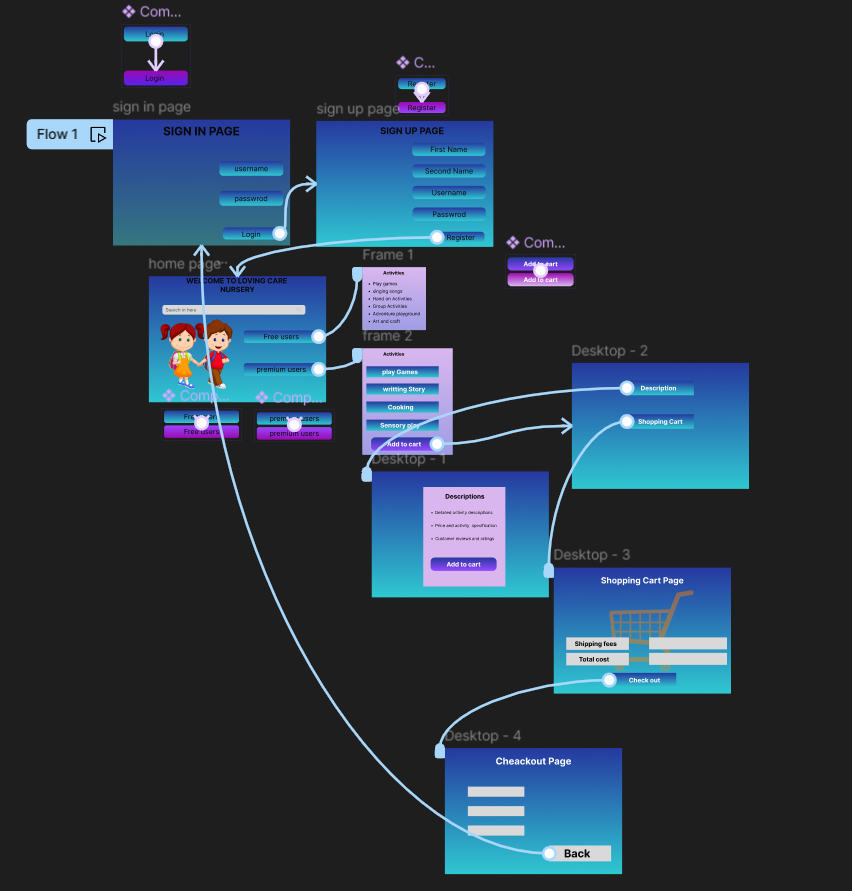 Com...
Login
Login
sign in page
Flow 1
SIGN IN PAGE
username
passwrod
Login
C...
Register
Register
sign up page
SIGN UP PAGE
First Name
Second Name
Username
Passwrod
Register
Com...
Add to cart
Add to cart
home page
WELCOME TO LOVING CARE
NURSERY
Search in here
Free users
premium users
Comp...
Free users
Free users
Comp...
premium users
premium users
Frame 1
Activities
Play games
singing songs
Hand on Activities
Group Activities
Adventure playground
Art and craft
frame 2
Activities
play Games
writting Story
Cooking
Sensory play
Add to cart
Desktop - 2
Description
Shopping Cart
Desktop - 1
Descriptions
Detailed activity descriptions
Price and activity specification
Customer reviews and ratings
Add to cart
Desktop - 3
Shopping Cart Page
Shipping fees
Total cost
Check out
Desktop - 4
Cheackout Page
Back